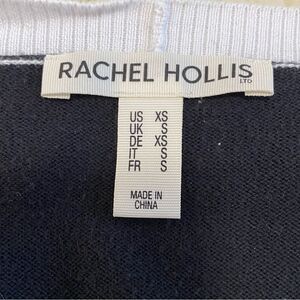 RACHEL HOLLIS LTD
US XS
UK S
DE XS
IT S
FR S
MADE IN
CHINA